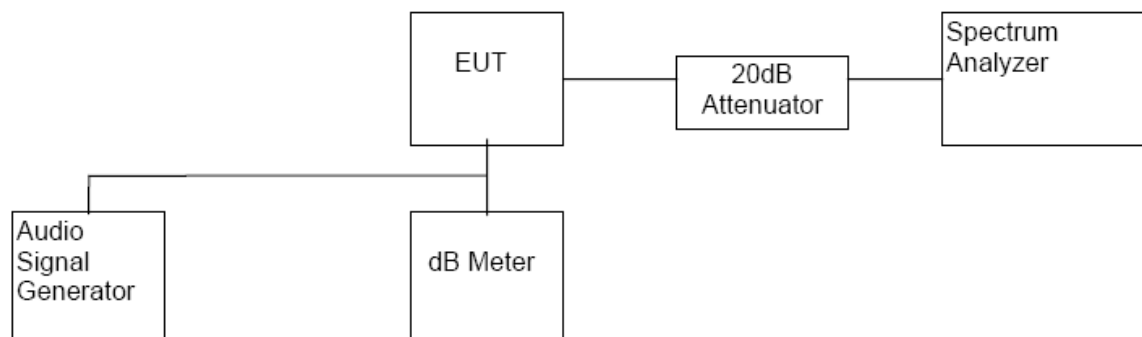 EUT
20dB
Attenuator
Spectrum
Analyzer
Audio
Signal
Generator
dB Meter